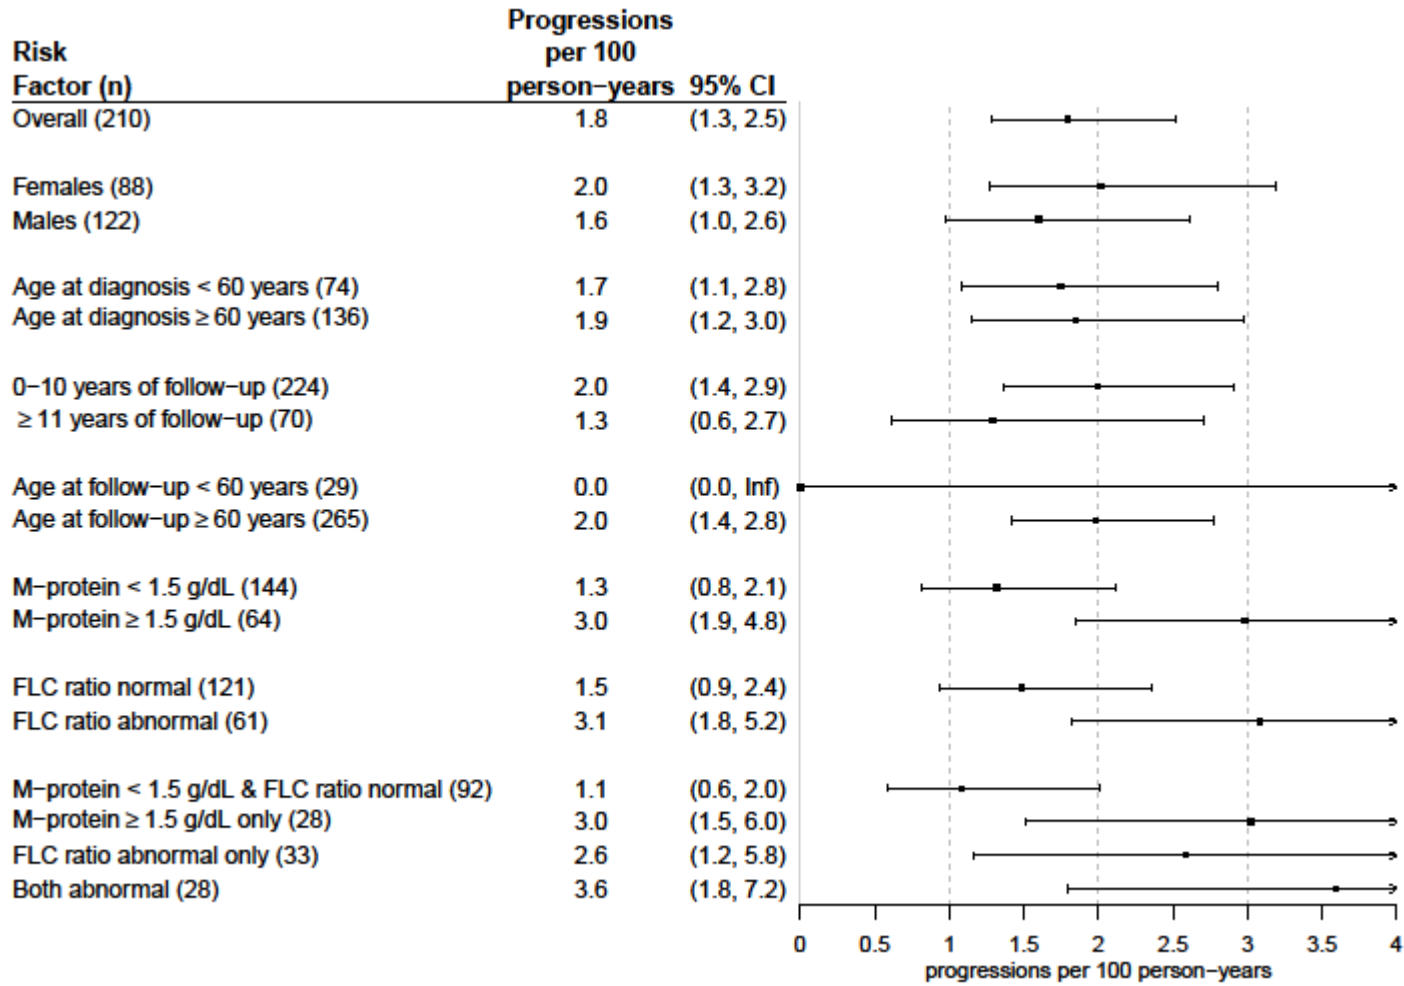 Progressions
Risk per 100
Factor (n) person−years 95% CI
Overall (210) 1.8 (1.3, 2.5)
Females (88) 2.0 (1.3, 3.2)
Males (122) 1.6 (1.0, 2.6)
Age at diagnosis < 60 years (74) 1.7 (1.1, 2.8)
Age at diagnosis ≥ 60 years (136) 1.9 (1.2, 3.0)
0−10 years of follow−up (224) 2.0 (1.4, 2.9)
≥ 11 years of follow−up (70) 1.3 (0.6, 2.7)
Age at follow−up < 60 years (29) 0.0 (0.0, Inf)
Age at follow−up ≥ 60 years (265) 2.0 (1.4, 2.8)
M−protein < 1.5 g/dL (144) 1.3 (0.8, 2.1)
M−protein ≥ 1.5 g/dL (64) 3.0 (1.9, 4.8)
FLC ratio normal (121) 1.5 (0.9, 2.4)
FLC ratio abnormal (61) 3.1 (1.8, 5.2)
M−protein < 1.5 g/dL & FLC ratio normal (92) 1.1 (0.6, 2.0)
M−protein ≥ 1.5 g/dL only (28) 3.0 (1.5, 6.0)
FLC ratio abnormal only (33) 2.6 (1.2, 5.8)
Both abnormal (28) 3.6 (1.8, 7.2)
0 0.5 1 1.5 2 2.5 3 3.5 4
progressions per 100 person−years